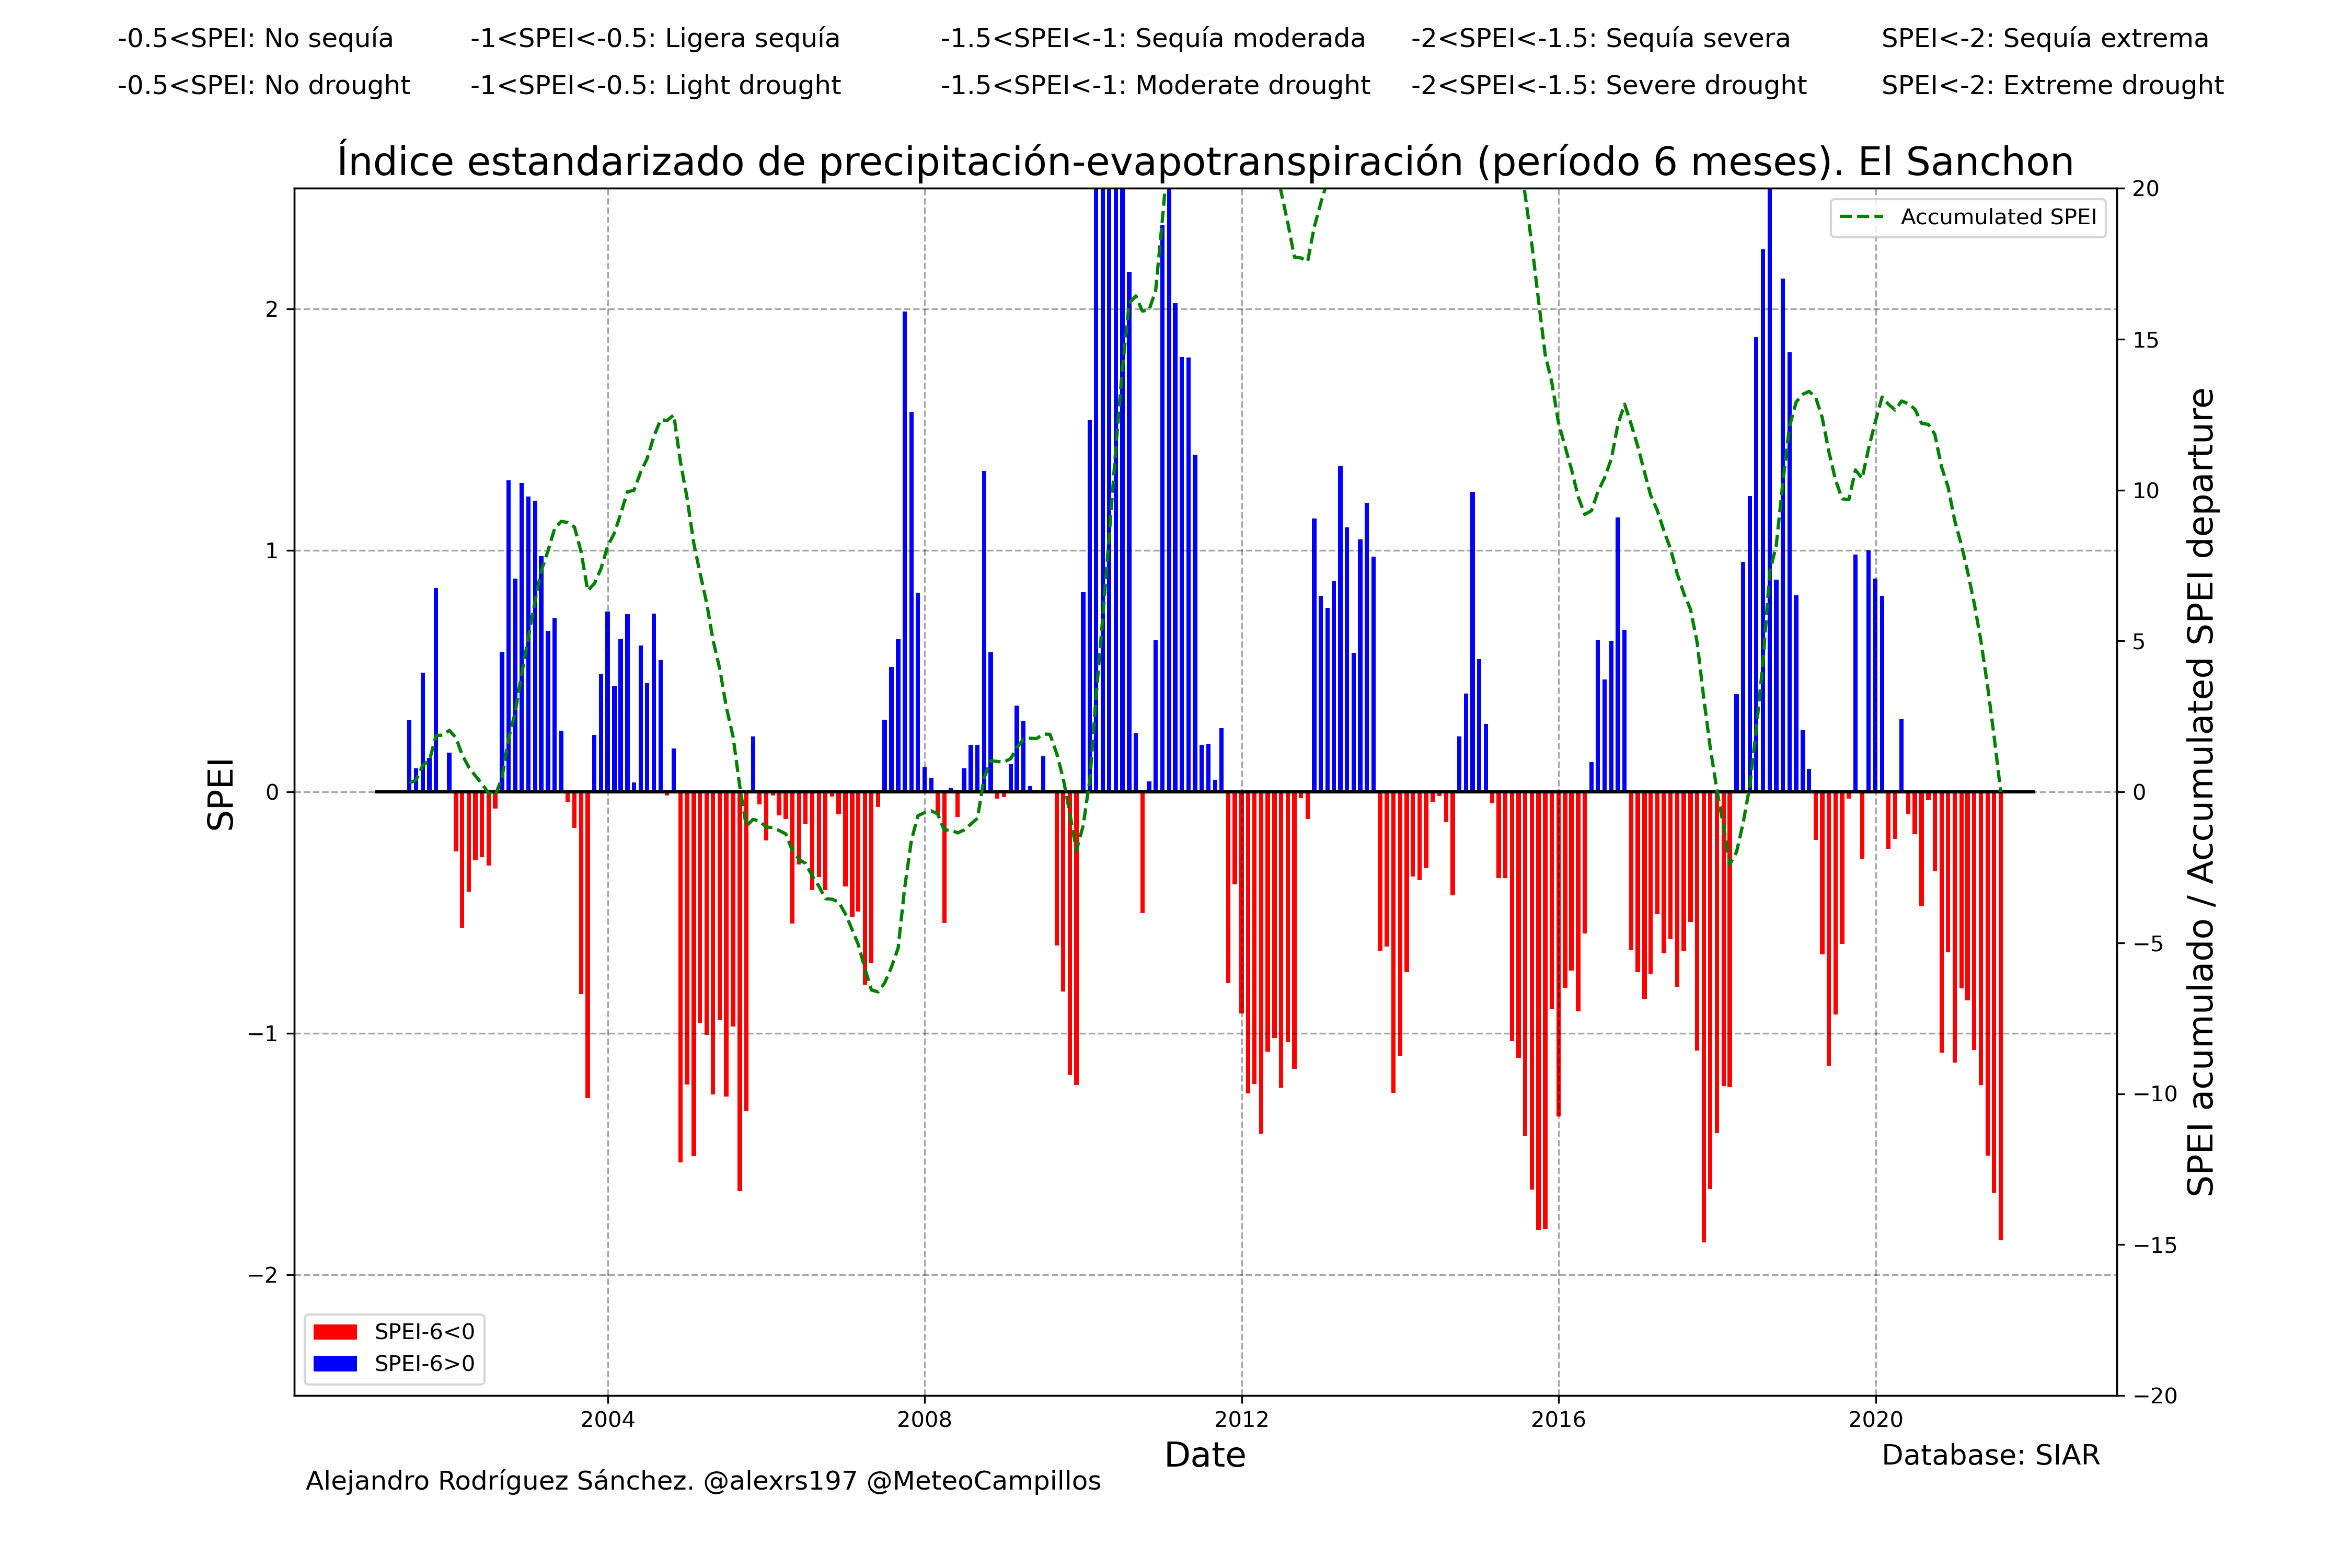 -0.5<SPEI: No sequía -1<SPEI<-0.5: Ligera sequía -1.5<SPEI<-1: Sequía moderada -2<SPEI<-1.5: Sequía severa SPEI<-2: Sequía extrema
-0.5<SPEI: No drought -1<SPEI<-0.5: Light drought -1.5<SPEI<-1: Moderate drought -2<SPEI<-1.5: Severe drought SPEI<-2: Extreme drought
Índice estandarizado de precipitación-evapotranspiración (período 6 meses). El Sanchon
Accumulated SPEI
SPEI
2
1
0
−1
−2
20
15
10
5
0
−5
−10
−15
−20
SPEI acumulado / Accumulated SPEI departure
SPEI-6<0
SPEI-6>0
2004 2008 2012 2016 2020
Date
Database: SIAR
Alejandro Rodríguez Sánchez. @alexrs197 @MeteoCampillos